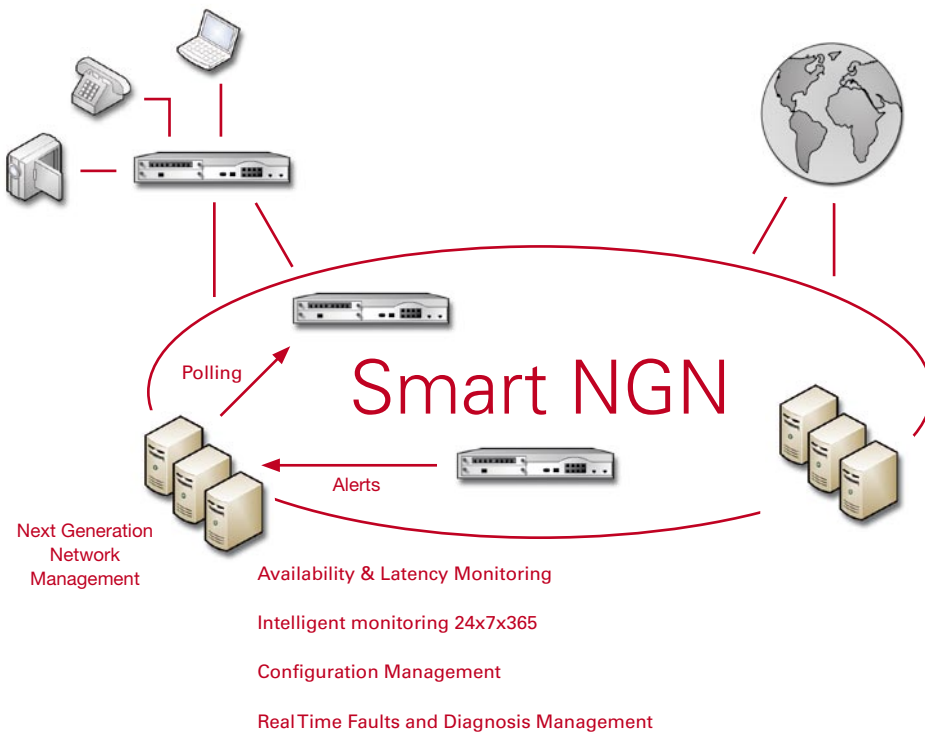 Polling
Smart NGN
Alerts
Next Generation
Network
Management
Availability & Latency Monitoring
Intelligent monitoring 24x7x365
Configuration Management
Real Time Faults and Diagnosis Management